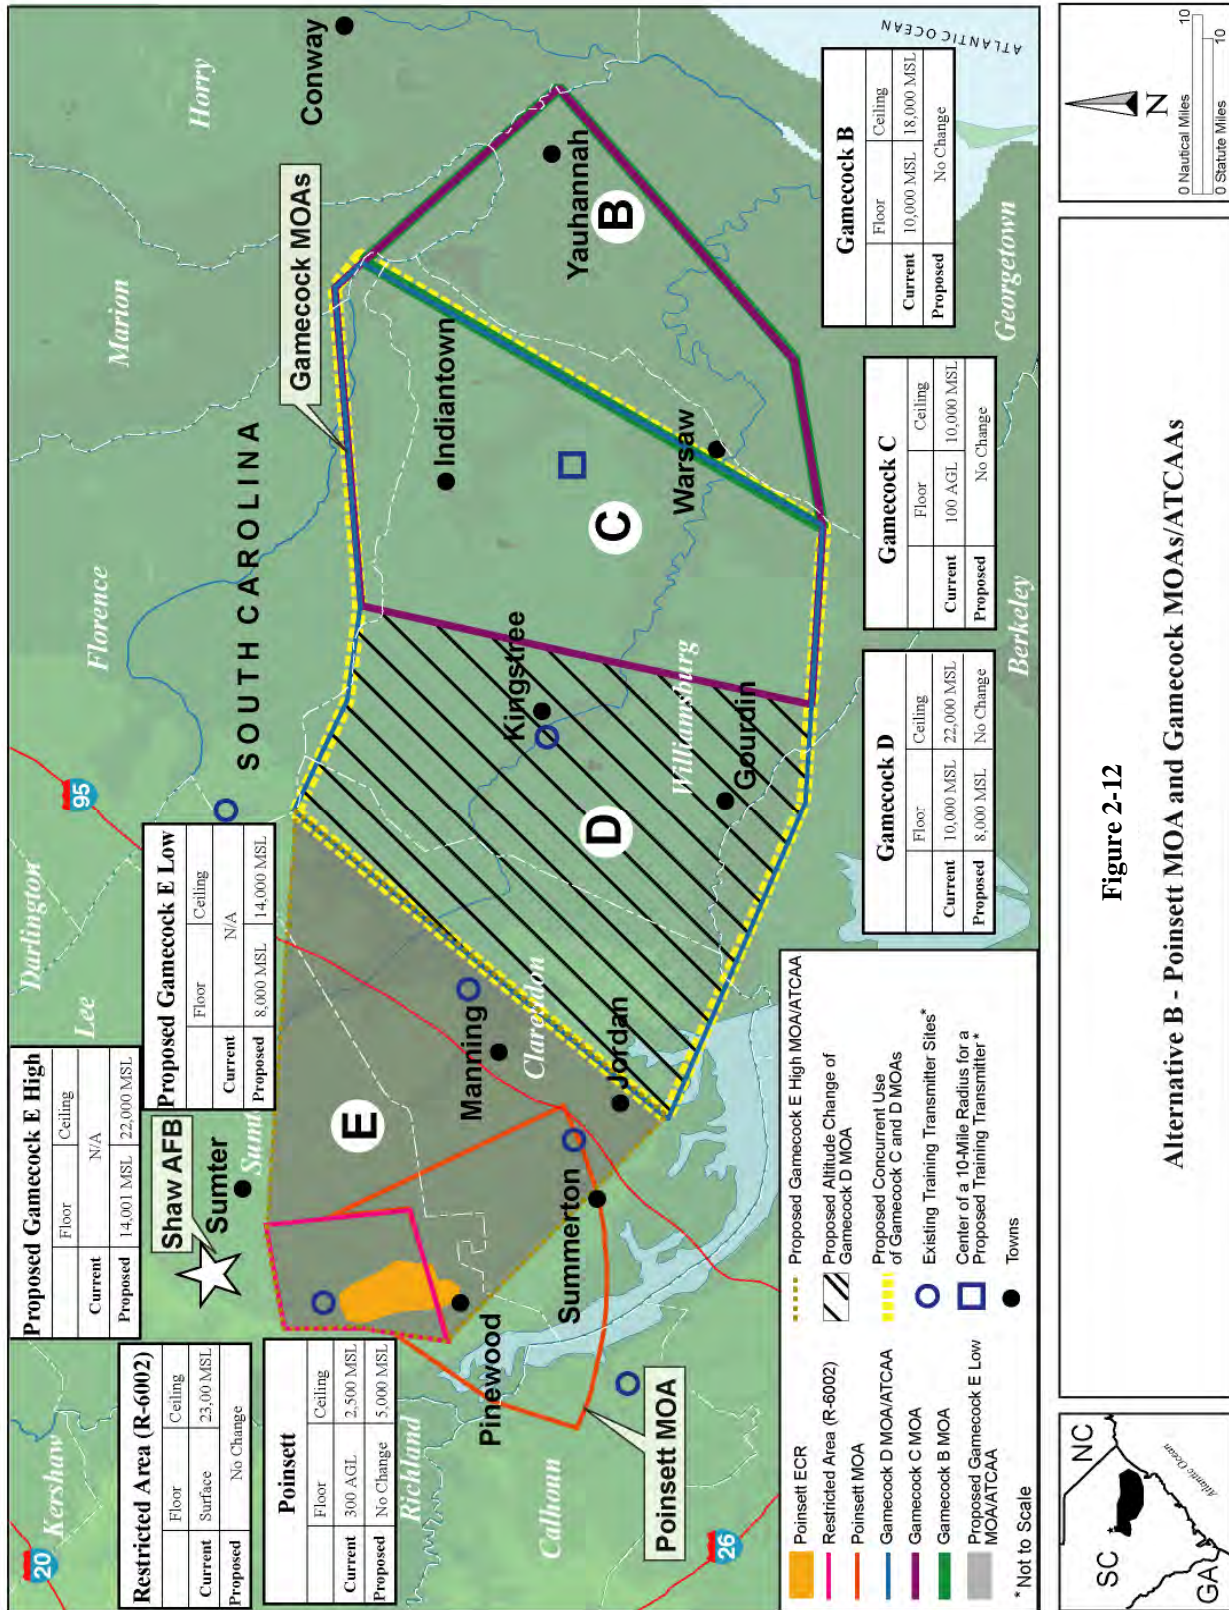 Kershaw
Lee
Darlington
Florence
Marion
Horry
20
95
SOUTH CAROLINA
Conway
Gamecock MOAs
Shaw AFB
Sumter
Sumt
Proposed Gamecock E High
Floor Ceiling
Current N/A
Proposed 14,001 MSL 22,000 MSL
Proposed Gamecock E Low
Floor Ceiling
Current N/A
Proposed 8,000 MSL 14,000 MSL
Restricted Area (R-6002)
Floor Ceiling
Current Surface 23,00 MSL
Proposed No Change
Poinsett
Floor Ceiling
Current 300 AGL 2,500 MSL
Proposed No Change 5,000 MSL
E
Manning
Clarendon
Jordan
Summerton
Pinewood
Richland
Calhoun
Poinsett MOA
26
D
Kingstree
Williamsburg
Gourdin
C
Indiantown
Warsaw
B
Yauhannah
ATLANTIC OCEAN
Georgetown
Berkeley
Gamecock D
Floor Ceiling
Current 10,000 MSL 22,000 MSL
Proposed 8,000 MSL No Change
Gamecock C
Floor Ceiling
Current 100 AGL 10,000 MSL
Proposed No Change
Gamecock B
Floor Ceiling
Current 10,000 MSL 18,000 MSL
Proposed No Change
Poinsett ECR
Restricted Area (R-6002)
Poinsett MOA
Gamecock D MOA/ATCAA
Gamecock C MOA
Gamecock B MOA
Proposed Gamecock E Low
MOA/ATCAA
Proposed Gamecock E High MOA/ATCAA
Proposed Altitude Change of
Gamecock D MOA
Proposed Concurrent Use
of Gamecock C and D MOAs
Existing Training Transmitter Sites*
Center of a 10-Mile Radius for a
Proposed Training Transmitter*
Towns
* Not to Scale
SC
NC
GA
Atlantic Ocean
Figure 2-12
Alternative B - Poinsett MOA and Gamecock MOAs/ATCAAs
N
0 Nautical Miles 10
0 Statute Miles 10